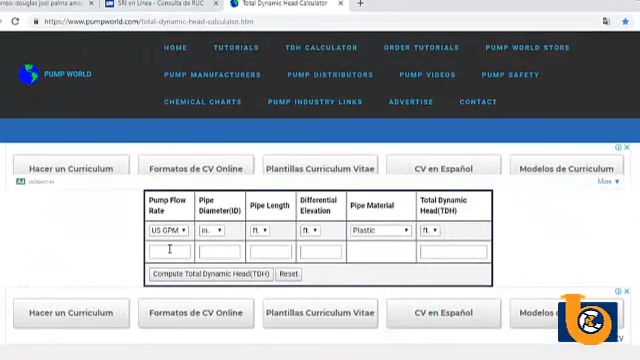 SRI en Línea - Consulta de RUC
Total Dynamic Head Calculator
https://www.pumpworld.com/total-dynamic-head-calculator.htm
HOME TUTORIALS TDH CALCULATOR ORDER TUTORIALS PUMP WORLD STORE
PUMP WORLD
PUMP MANUFACTURERS PUMP DISTRIBUTORS PUMP VIDEOS PUMP SAFETY
CHEMICAL CHARTS PUMP INDUSTRY LINKS ADVERTISE CONTACT
Hacer un Curriculum Formatos de CV Online Plantillas Curriculum Vitae CV en Español Modelos de Curriculum
Ad
More
Pump Flow Rate
Pipe Diameter(ID)
Pipe Length
Differential Elevation
Pipe Material
Total Dynamic Head(TDH)
US GPM in. ft. ft. Plastic ft.
Compute Total Dynamic Head(TDH) Reset
Hacer un Curriculum Formatos de CV Online Plantillas Curriculum Vitae CV en Español